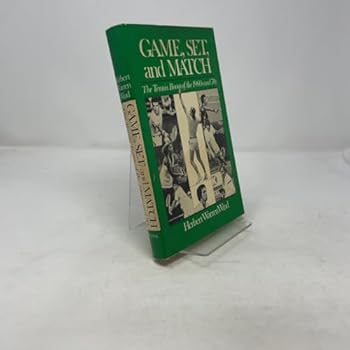 GAME, SET,
and MATCH
The Tennis Boom of the 1960s and 70s
Herbert Warren Wind
Herbert
Warren
Wind
GAME, SET, and MATCH